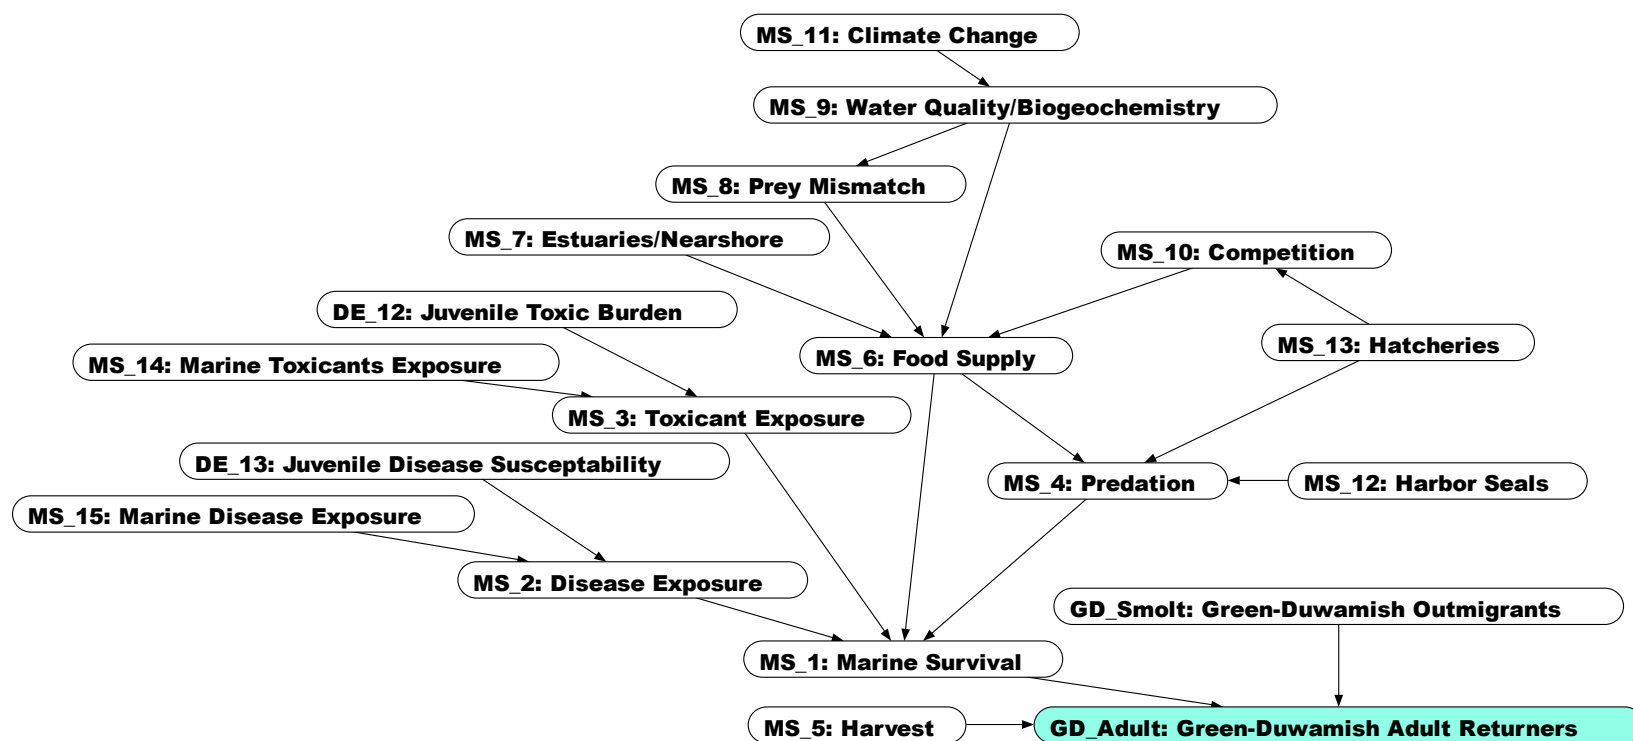 MS_11: Climate Change
MS_9: Water Quality/Biogeochemistry
MS_8: Prey Mismatch
MS_7: Estuaries/Nearshore
MS_10: Competition
DE_12: Juvenile Toxic Burden
MS_13: Hatcheries
MS_14: Marine Toxicants Exposure
MS_6: Food Supply
MS_3: Toxicant Exposure
DE_13: Juvenile Disease Susceptability
MS_4: Predation
MS_12: Harbor Seals
MS_15: Marine Disease Exposure
MS_2: Disease Exposure
GD_Smolt: Green-Duwamish Outmigrants
MS_1: Marine Survival
MS_5: Harvest
GD_Adult: Green-Duwamish Adult Returners